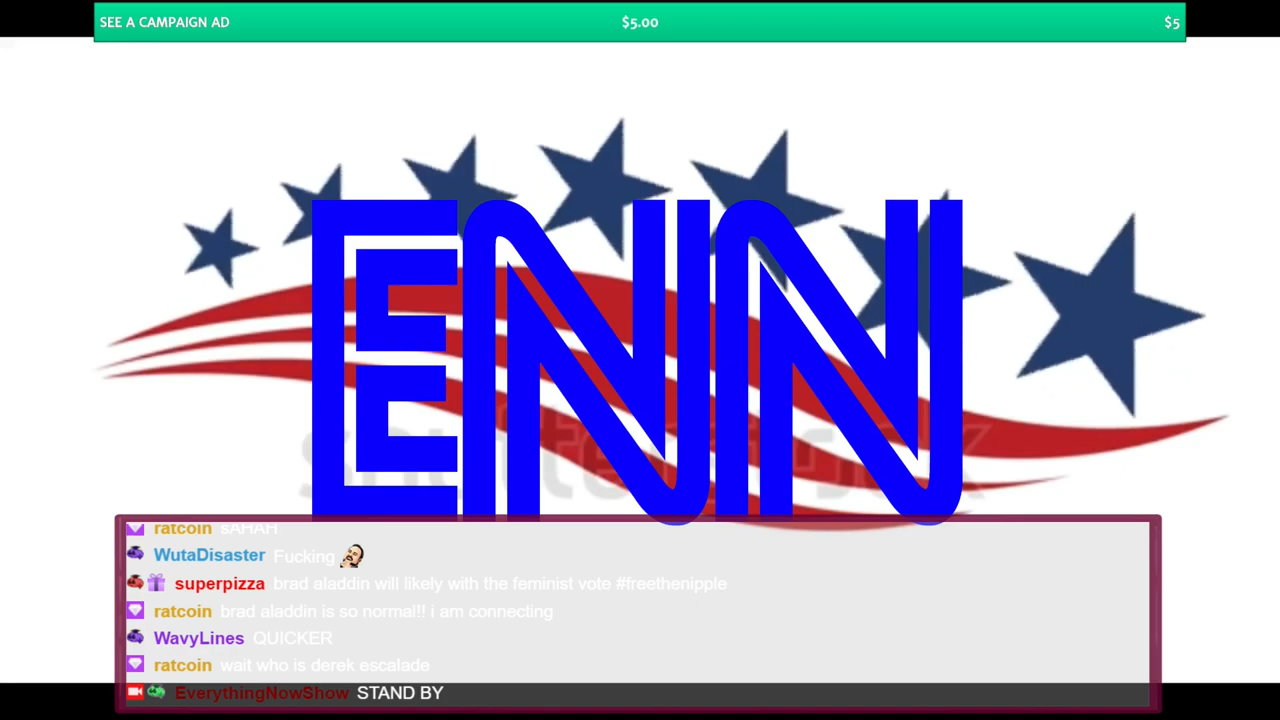 SEE A CAMPAIGN AD $5.00 $5
ENN
shutterstock
ratcoin sAHAH
WutaDisaster Fucking
superpizza brad aladdin will likely with the feminist vote #freethenipple
ratcoin brad aladdin is so normal!! i am connecting
WavyLines QUICKER
ratcoin wait who is derek escalade
EverythingNowShow STAND BY